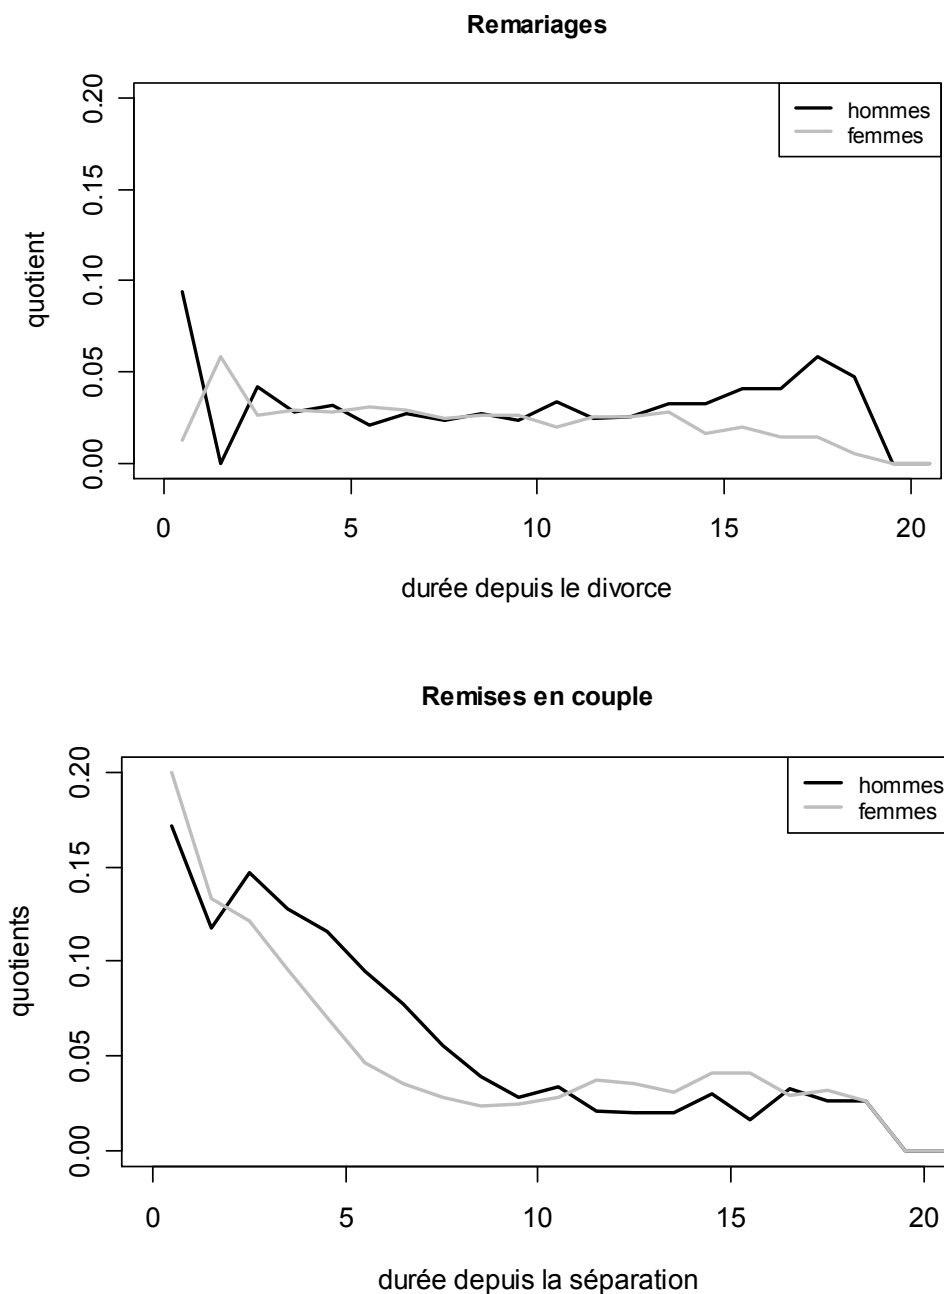 Remariages
hommes
femmes
quotient
0.20
0.15
0.10
0.05
0.00
0 5 10 15 20
durée depuis le divorce
Remises en couple
hommes
femmes
quotients
0.20
0.15
0.10
0.05
0.00
0 5 10 15 20
durée depuis la séparation